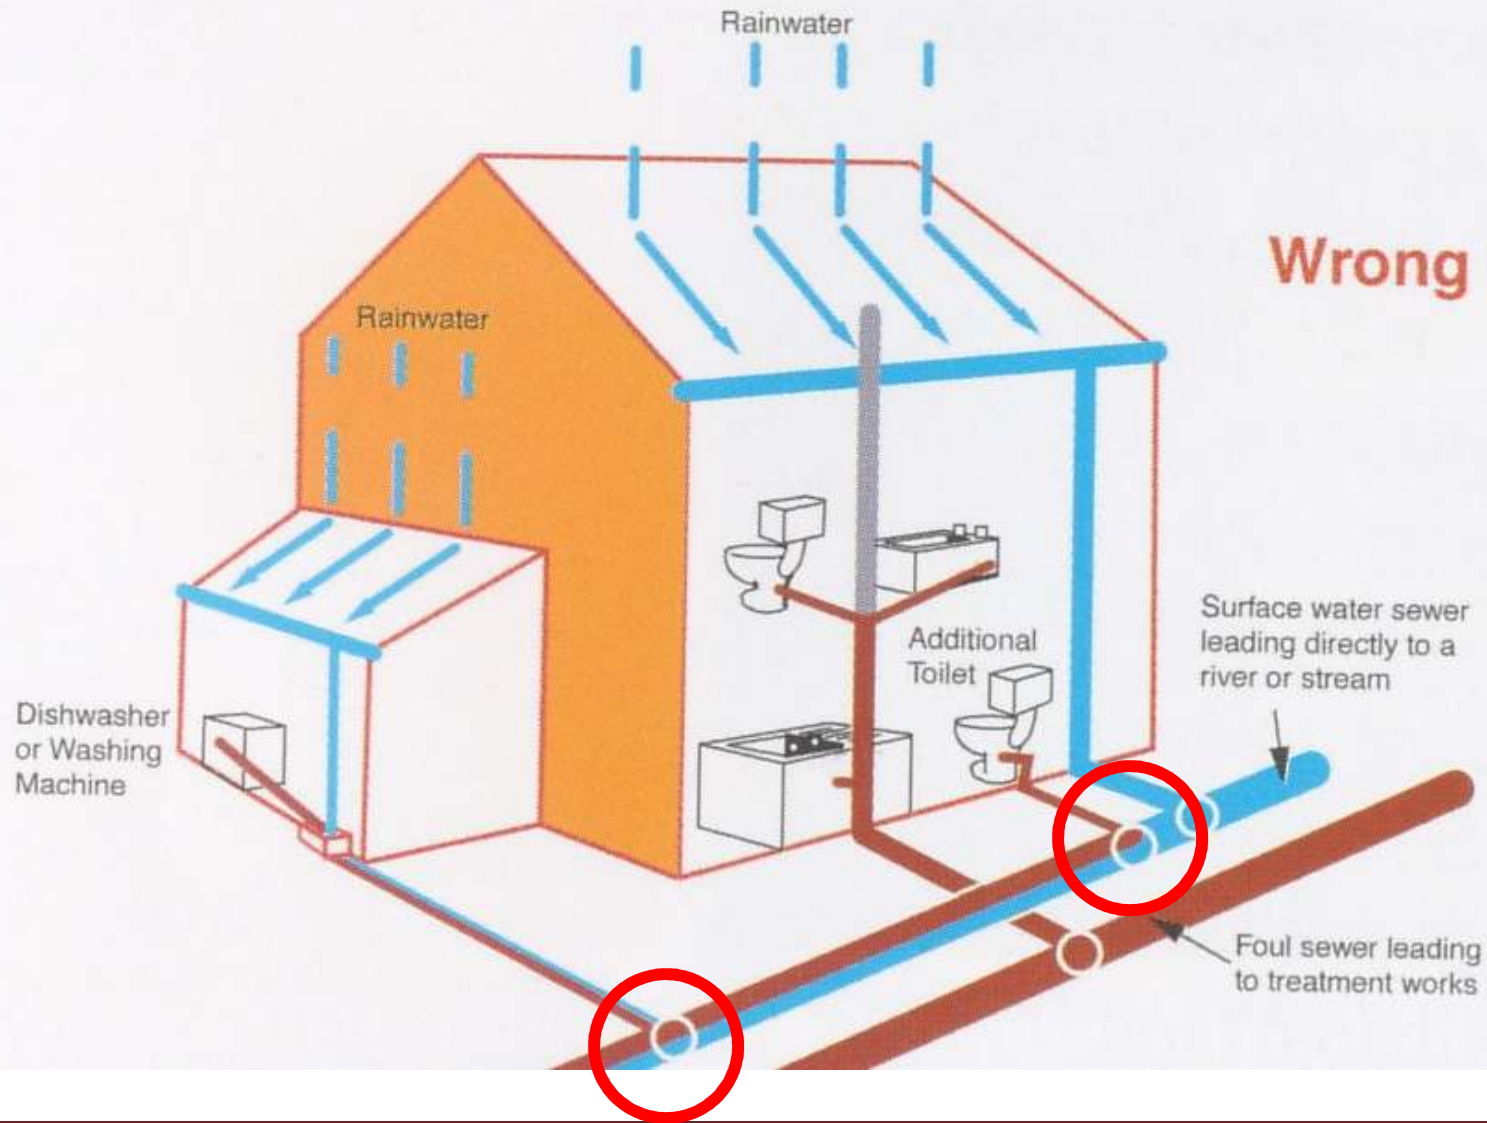 Rainwater
Wrong
Rainwater
Surface water sewer
leading directly to a
river or stream
Additional
Toilet
Dishwasher
or Washing
Machine
Foul sewer leading
to treatment works